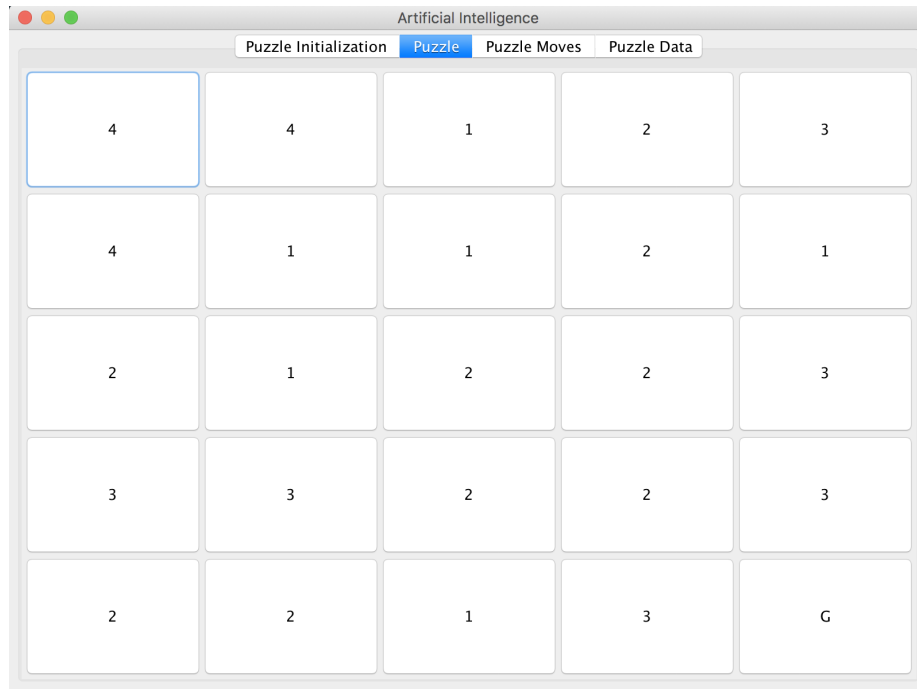 Artificial Intelligence
Puzzle Initialization Puzzle Puzzle Moves Puzzle Data
4 4 1 2 3
4 1 1 2 1
2 1 2 2 3
3 3 2 2 3
2 2 1 3 G